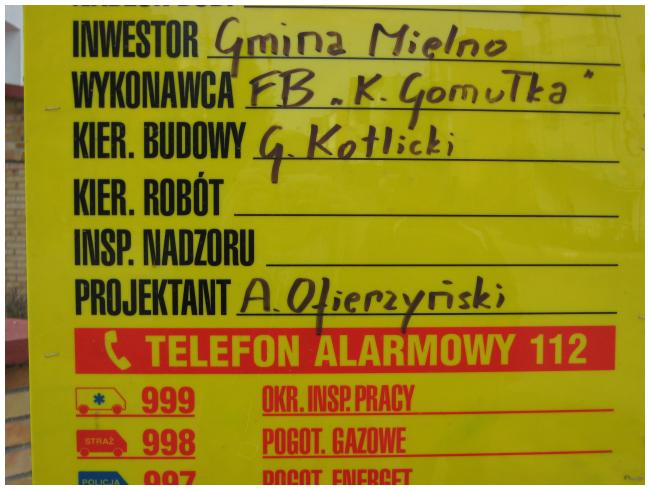 INWESTOR Gmina Mielno
WYKONAWCA FB „K. Gomułka"
KIER. BUDOWY G. Kotlicki
KIER. ROBÓT
INSP. NADZORU
PROJEKTANT A. Ofierzyński
TELEFON ALARMOWY 112
999 OKR. INSP. PRACY
STRAŻ 998 POGOT. GAZOWE
POLICJA 997 POGOT. ENERGET.